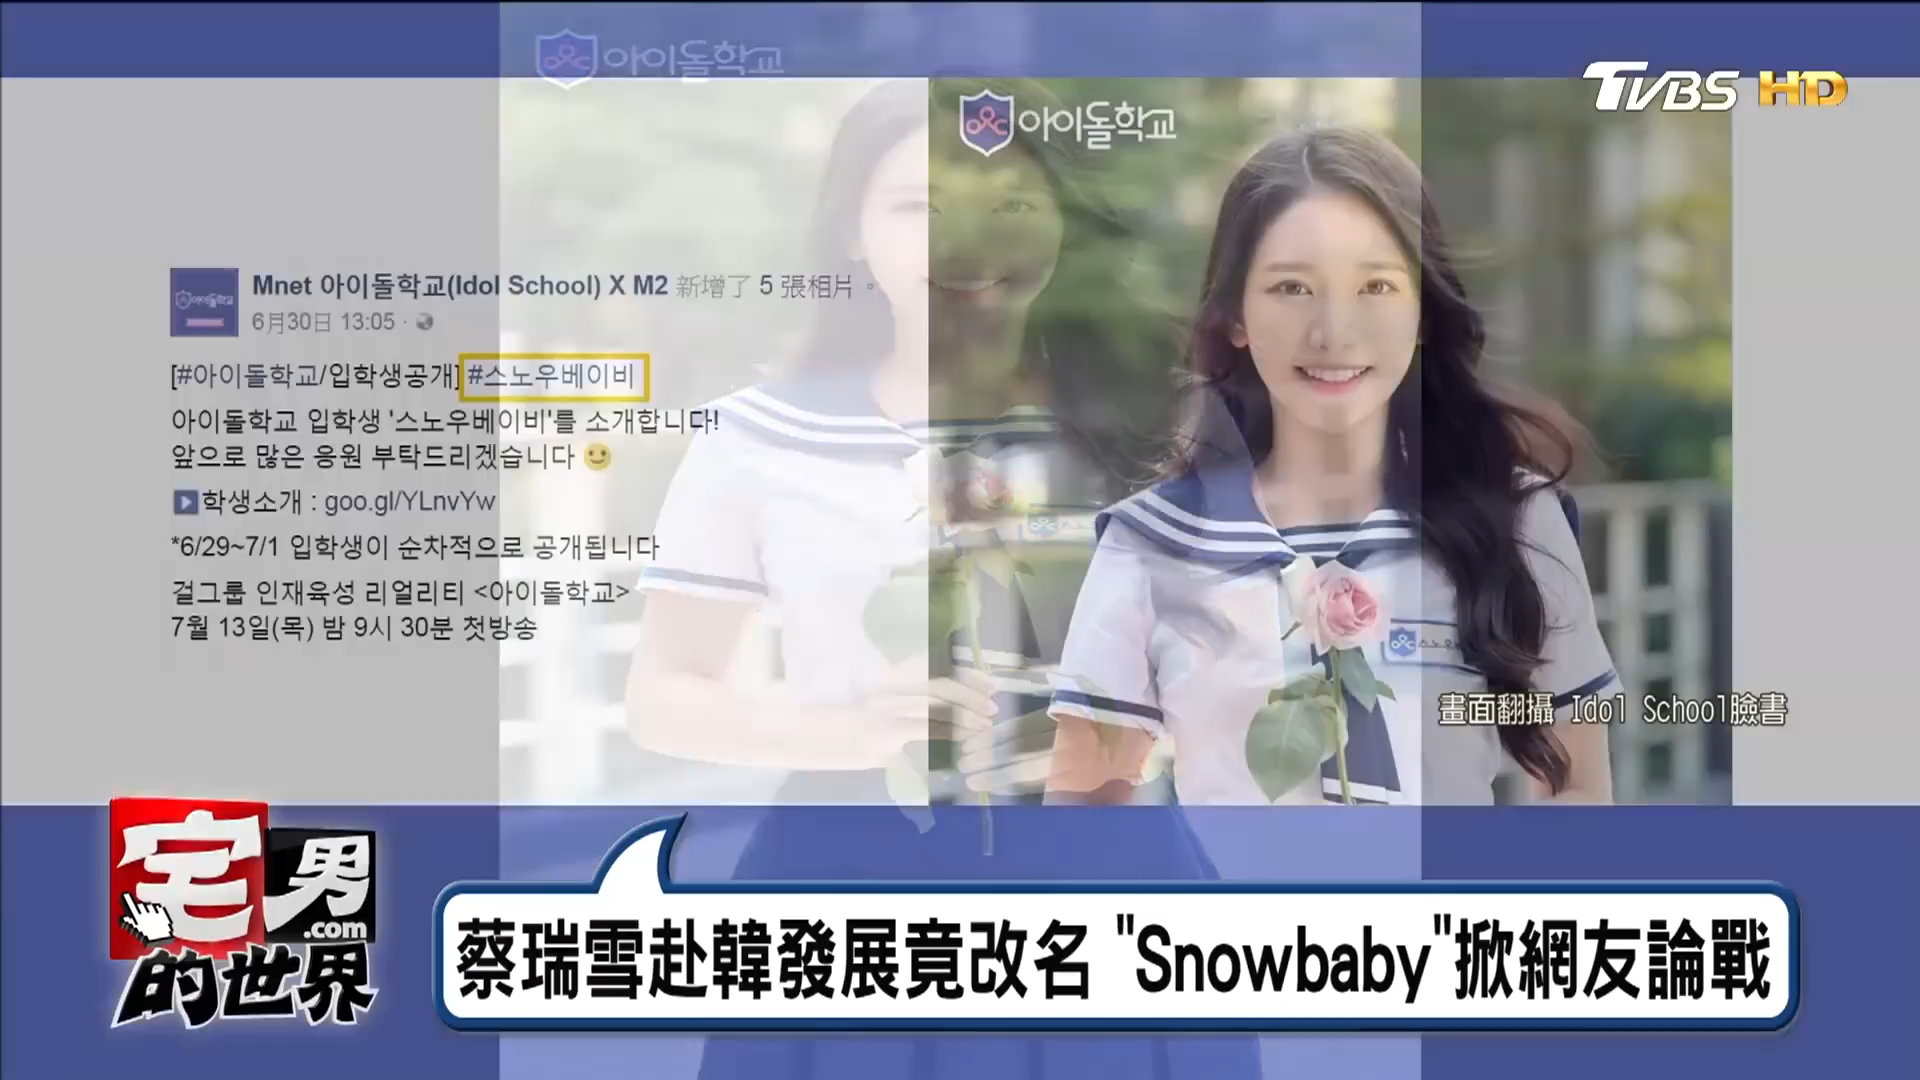 아이돌학교
TVBS HD
아이돌학교
Mnet 아이돌학교(Idol School) X M2 新增了 5 張相片。
6月30日 13:05 ·
[#아이돌학교/입학생공개] #스노우베이비
아이돌학교 입학생 '스노우베이비'를 소개합니다!
앞으로 많은 응원 부탁드리겠습니다
학생소개 : goo.gl/YLnvYw
*6/29~7/1 입학생이 순차적으로 공개됩니다
걸그룹 인재육성 리얼리티 <아이돌학교>
7월 13일(목) 밤 9시 30분 첫방송
畫面翻攝 Idol School臉書
宅男.com
的世界
蔡瑞雪赴韓發展竟改名 "Snowbaby"掀網友論戰